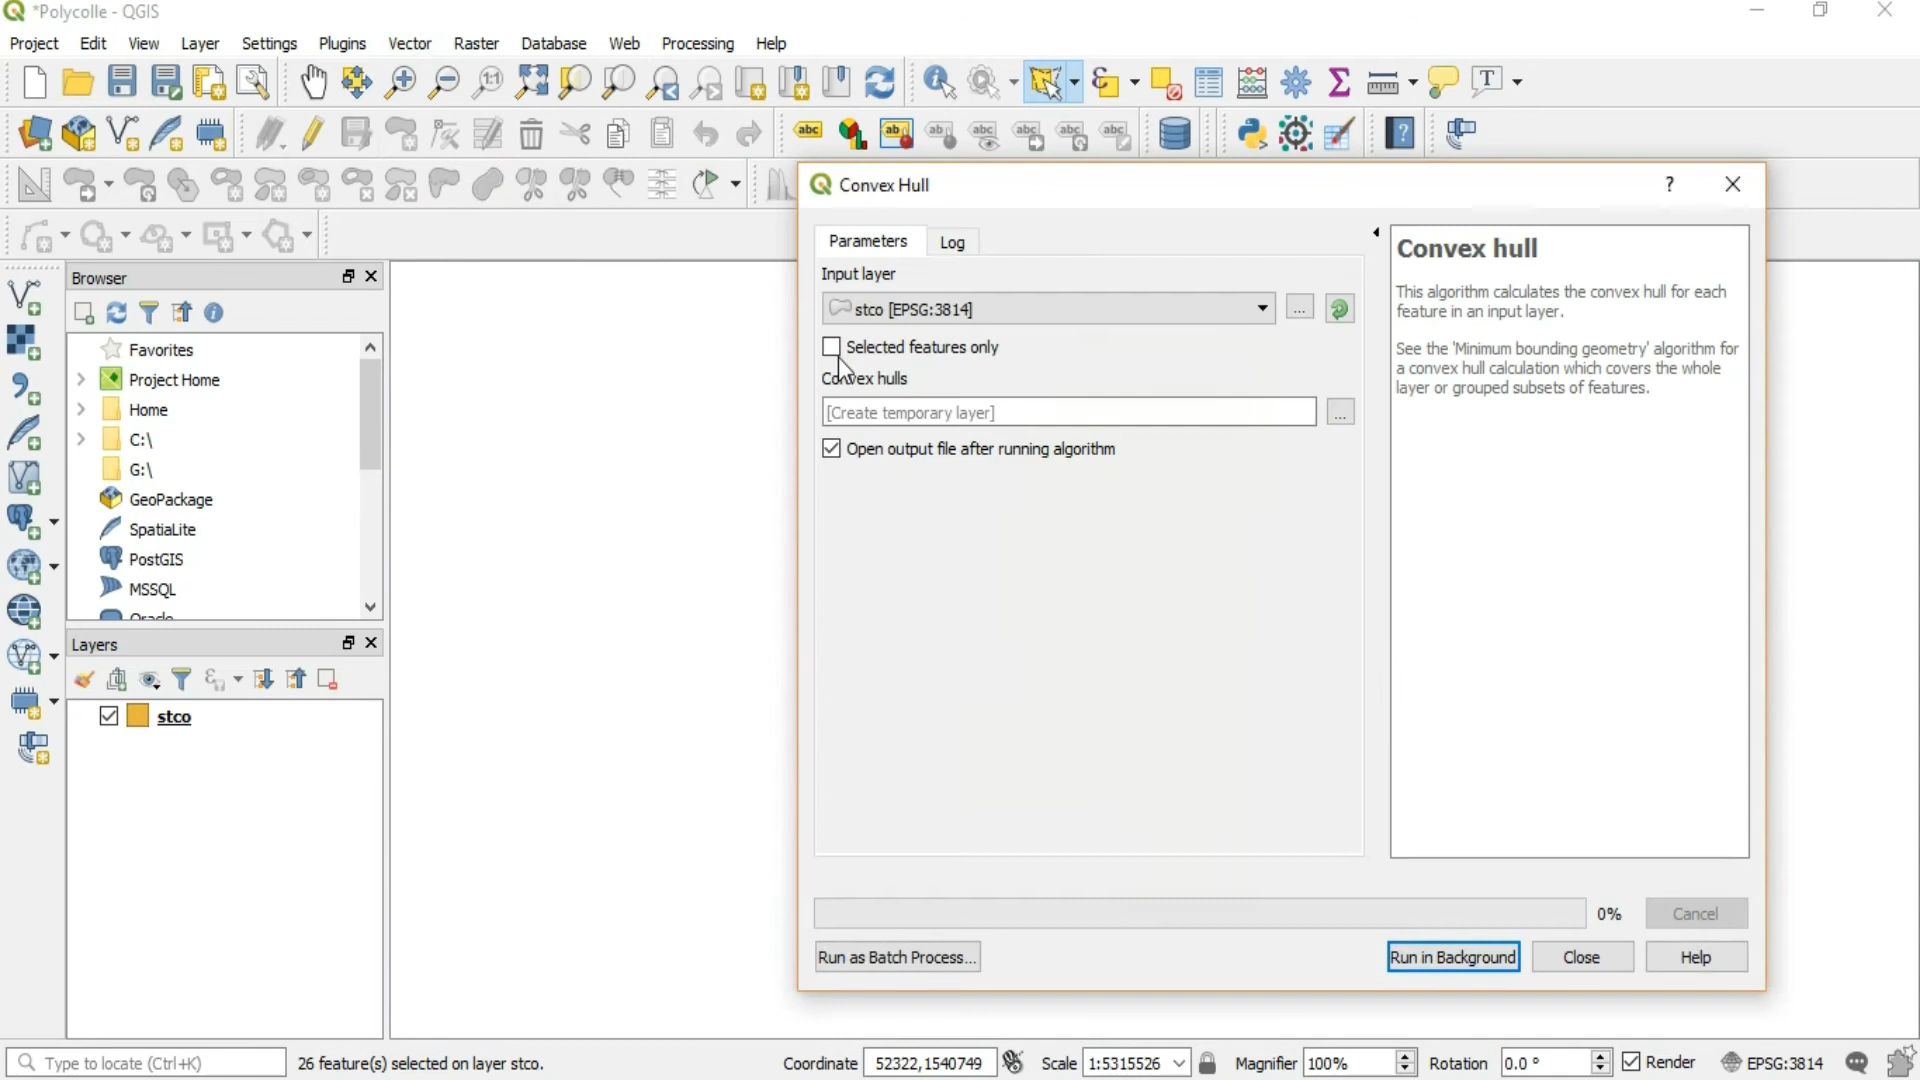 *Polycolle - QGIS
Project Edit View Layer Settings Plugins Vector Raster Database Web Processing Help
Convex Hull
Parameters Log
Input layer
stco [EPSG:3814]
Selected features only
Convex hulls
[Create temporary layer]
Open output file after running algorithm
Convex hull
This algorithm calculates the convex hull for each
feature in an input layer.
See the 'Minimum bounding geometry' algorithm for
a convex hull calculation which covers the whole
layer or grouped subsets of features.
0%
Cancel
Run as Batch Process...
Run in Background
Close
Help
Browser
Favorites
Project Home
Home
C:\
G:\
GeoPackage
SpatiaLite
PostGIS
MSSQL
Oracle
Layers
stco
Type to locate (Ctrl+K)
26 feature(s) selected on layer stco.
Coordinate 52322,1540749
Scale 1:5315526
Magnifier 100%
Rotation 0.0 °
Render
EPSG:3814